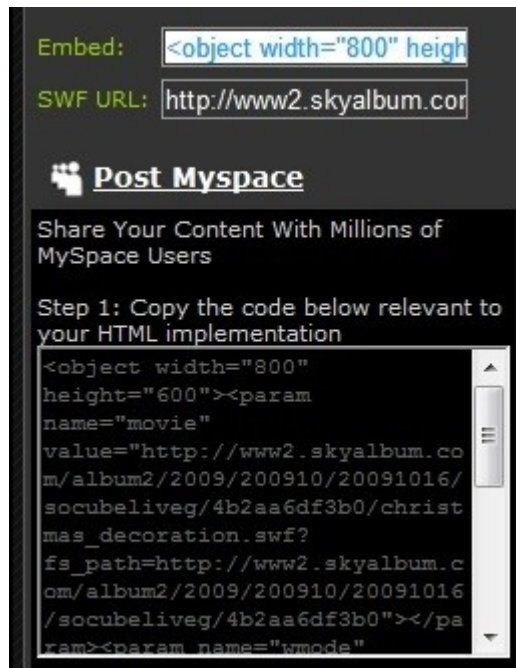 Embed: <object width="800" heigh
SWF URL: http://www2.skyalbum.cor
Post Myspace
Share Your Content With Millions of
MySpace Users
Step 1: Copy the code below relevant to
your HTML implementation
<object width="800"
height="600"><param
name="movie"
value="http://www2.skyalbum.co
m/album2/2009/200910/20091016/
socubeliveg/4b2aa6df3b0/christ
mas_decoration.swf?
fs_path=http://www2.skyalbum.c
om/album2/2009/200910/20091016
/socubeliveg/4b2aa6df3b0"></pa
ram><param name="wmode"